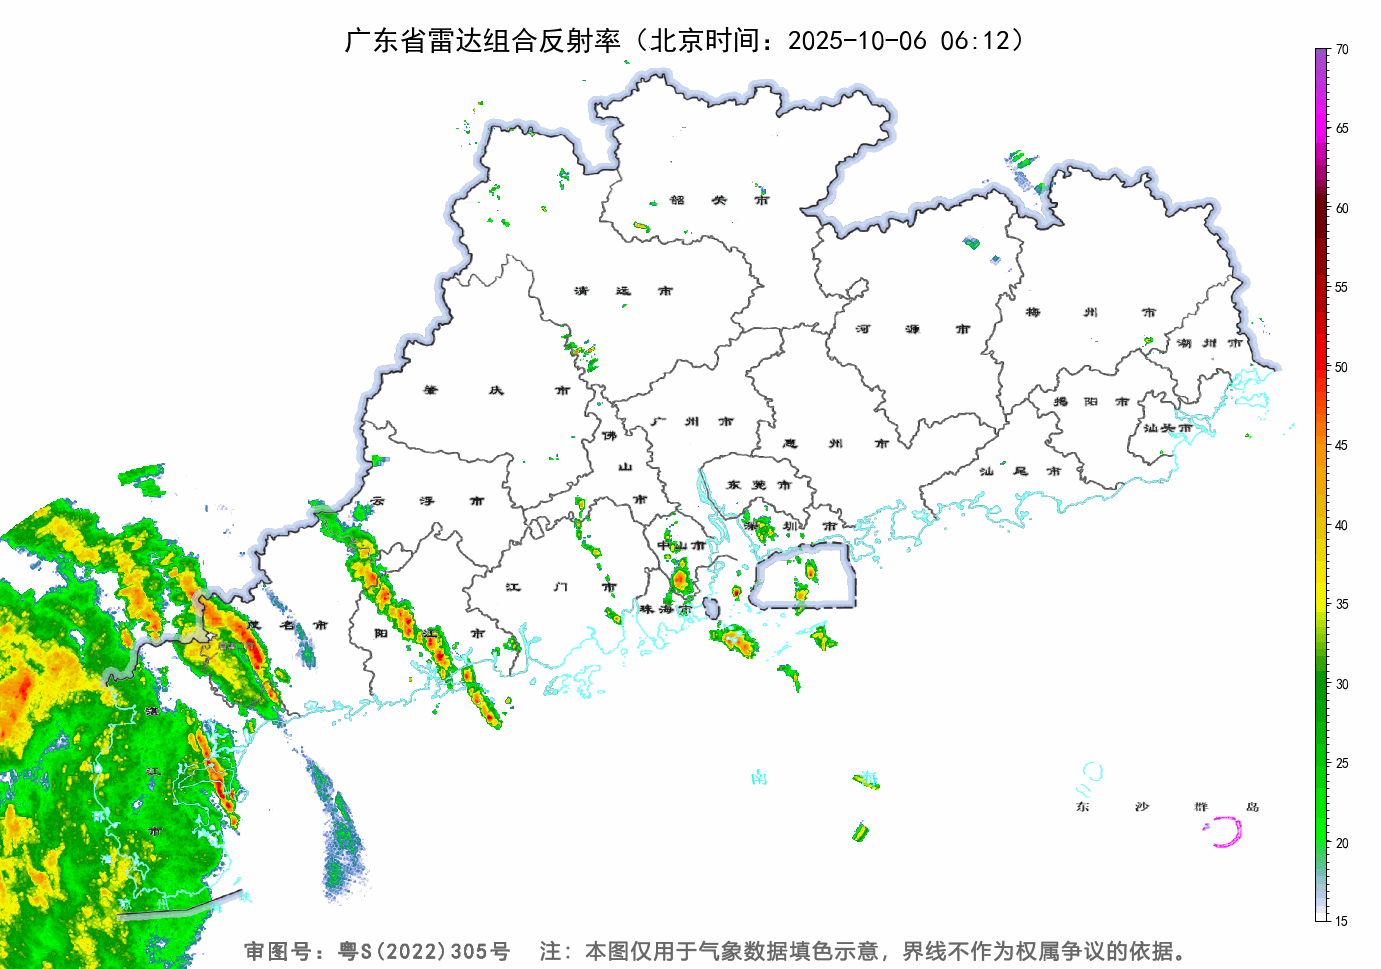 广东省雷达组合反射率（北京时间：2025-10-06 06:12）
70
65
60
55
50
45
40
35
30
25
20
15
韶关市
清远市
河源市
梅州市
潮州市
肇庆市
揭阳市
广州市
佛山市
惠州市
汕头市
汕尾市
东莞市
云浮市
深圳市
中山市
江门市
珠海市
茂名市
阳江市
湛江市
南海
东沙群岛
琼州海峡
审图号：粤S(2022)305号 注：本图仅用于气象数据填色示意，界线不作为权属争议的依据。